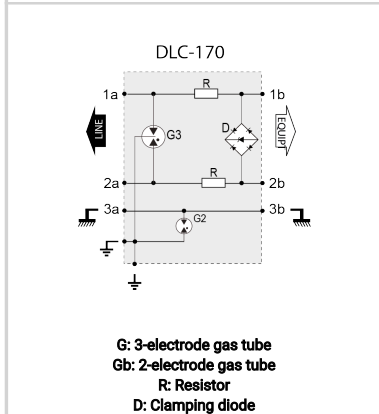 DLC-170
1a R 1b
LINE G3 D EQUIPT
R
2a 2b
3a G2 3b
G: 3-electrode gas tube
Gb: 2-electrode gas tube
R: Resistor
D: Clamping diode